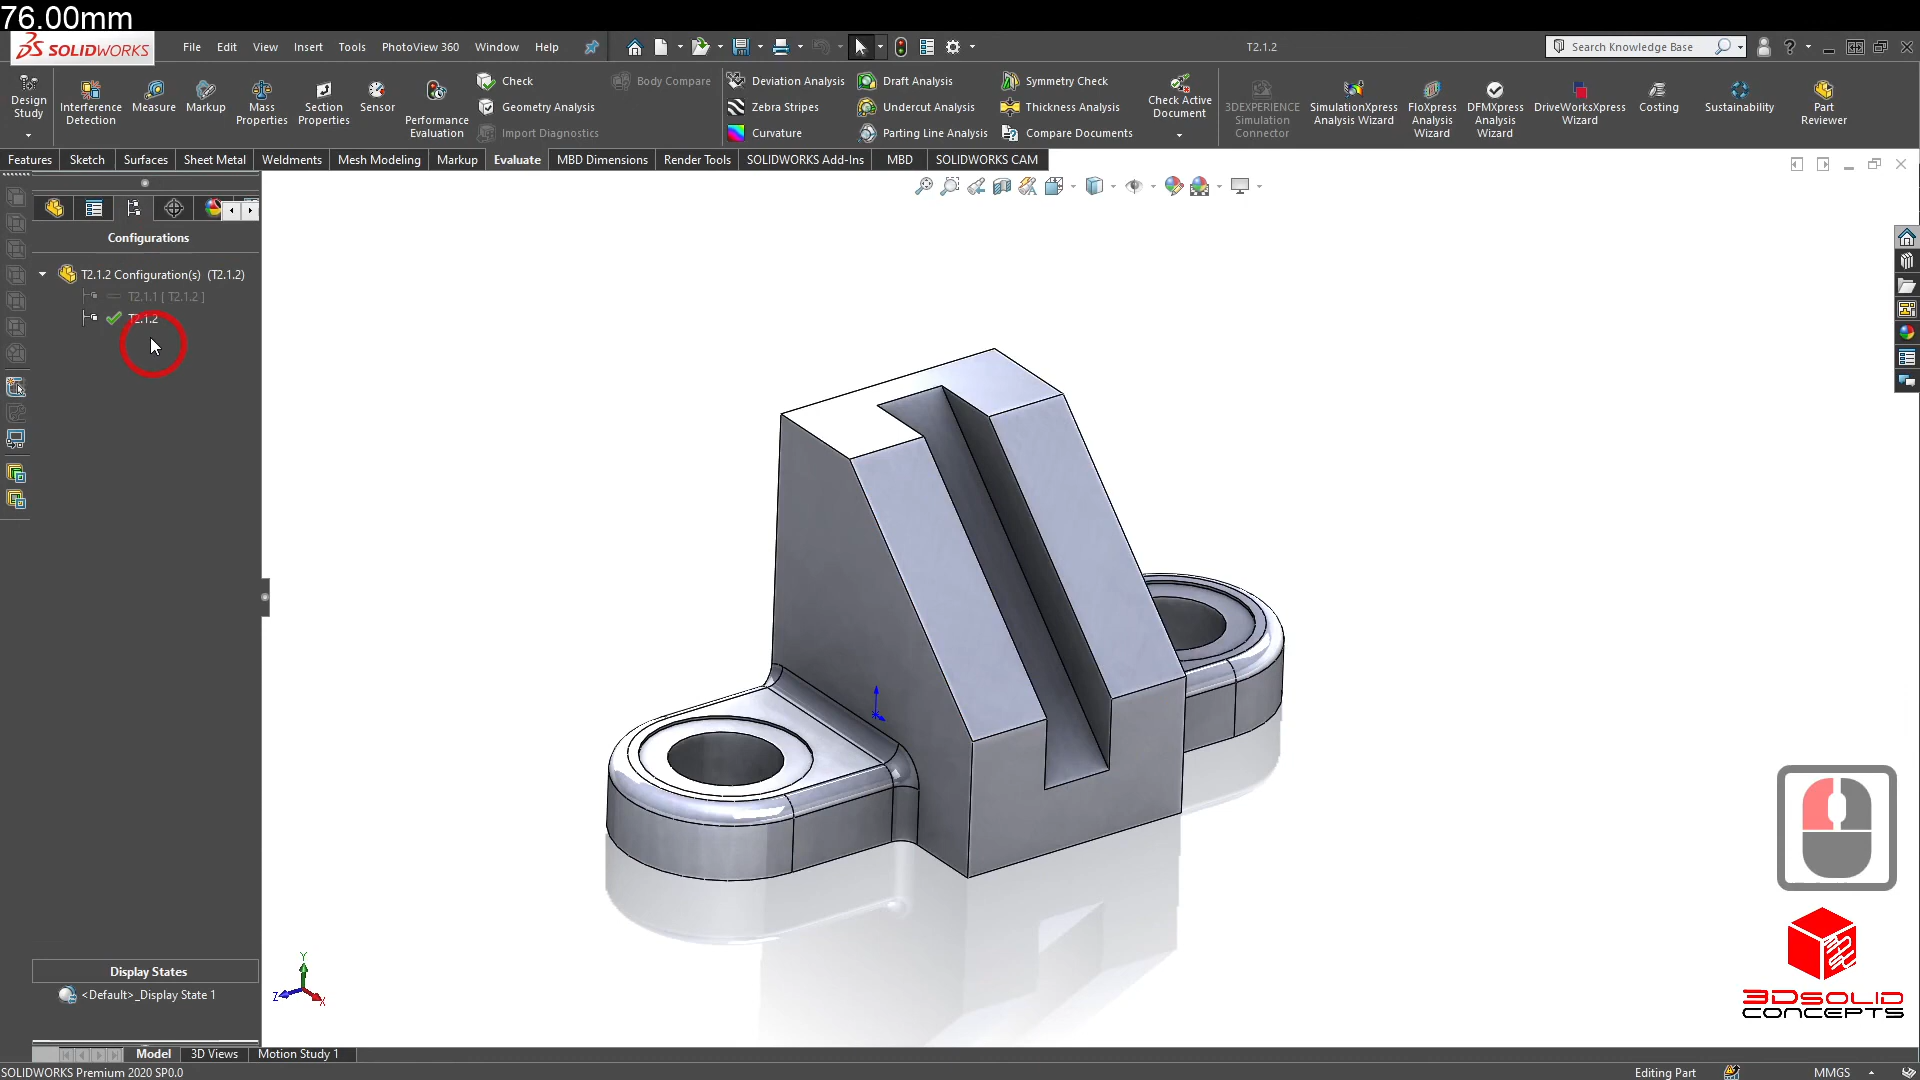 76.00mm
SOLIDWORKS
File Edit View Insert Tools PhotoView 360 Window Help
T2.1.2
Search Knowledge Base
Design Study
Interference Detection
Measure
Markup
Mass Properties
Section Properties
Sensor
Performance Evaluation
Check
Geometry Analysis
Import Diagnostics
Body Compare
Deviation Analysis
Zebra Stripes
Curvature
Draft Analysis
Undercut Analysis
Parting Line Analysis
Symmetry Check
Thickness Analysis
Compare Documents
Check Active Document
3DEXPERIENCE Simulation Connector
SimulationXpress Analysis Wizard
FloXpress Analysis Wizard
DFMXpress Analysis Wizard
DriveWorksXpress Wizard
Costing
Sustainability
Part Reviewer
Features Sketch Surfaces Sheet Metal Weldments Mesh Modeling Markup Evaluate MBD Dimensions Render Tools SOLIDWORKS Add-Ins MBD SOLIDWORKS CAM
Configurations
T2.1.2 Configuration(s) (T2.1.2)
T2.1.1 [ T2.1.2 ]
T2.1.2
Display States
<Default>_Display State 1
Y
Z
X
3DSOLID
CONCEPTS
Model 3D Views Motion Study 1
SOLIDWORKS Premium 2020 SP0.0
Editing Part
MMGS